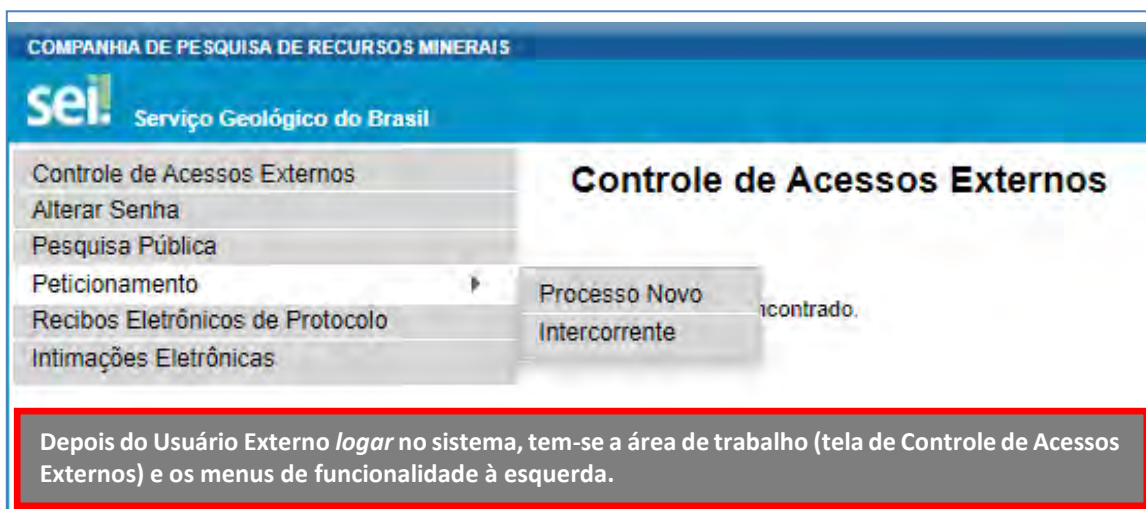 COMPANHIA DE PESQUISA DE RECURSOS MINERAIS
sei!
Serviço Geológico do Brasil
Controle de Acessos Externos
Alterar Senha
Pesquisa Pública
Peticionamento
Recibos Eletrônicos de Protocolo
Intimações Eletrônicas
Controle de Acessos Externos
Processo Novo
Intercorrente
ncontrado.
Depois do Usuário Externo logar no sistema, tem-se a área de trabalho (tela de Controle de Acessos
Externos) e os menus de funcionalidade à esquerda.